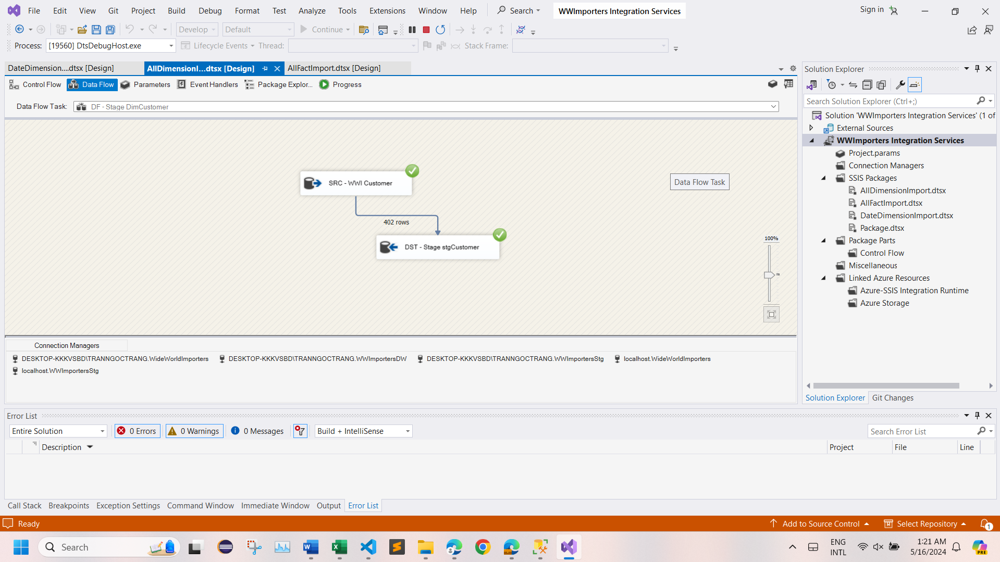 File Edit View Git Project Build Debug Format Test Analyze Tools Extensions Window Help Search WWImporters Integration Services Sign in
Develop Default Continue
Process: [19560] DtsDebugHost.exe Lifecycle Events Thread: Stack Frame:
DateDimension....dtsx [Design] AllDimensionI...dtsx [Design] AllFactImport.dtsx [Design]
Control Flow Data Flow Parameters Event Handlers Package Explor... Progress
Data Flow Task: DF - Stage DimCustomer
SRC - WWI Customer
Data Flow Task
402 rows
DST - Stage stgCustomer
100%
Connection Managers
DESKTOP-KKKVSBD\TRANNGOCTRANG.WideWorldImporters DESKTOP-KKKVSBD\TRANNGOCTRANG.WWImportersDW DESKTOP-KKKVSBD\TRANNGOCTRANG.WWImportersStg localhost.WideWorldImporters
localhost.WWImportersStg
Solution Explorer
Search Solution Explorer (Ctrl+;)
Solution 'WWImporters Integration Services' (1 of
External Sources
WWImporters Integration Services
Project.params
Connection Managers
SSIS Packages
AllDimensionImport.dtsx
AllFactImport.dtsx
DateDimensionImport.dtsx
Package.dtsx
Package Parts
Control Flow
Miscellaneous
Linked Azure Resources
Azure-SSIS Integration Runtime
Azure Storage
Solution Explorer Git Changes
Error List
Entire Solution 0 Errors 0 Warnings 0 Messages Build + IntelliSense Search Error List
Description Project File Line
Call Stack Breakpoints Exception Settings Command Window Immediate Window Output Error List
Ready Add to Source Control Select Repository 1
Search ENG 1:21 AM
INTL 5/16/2024 PRE